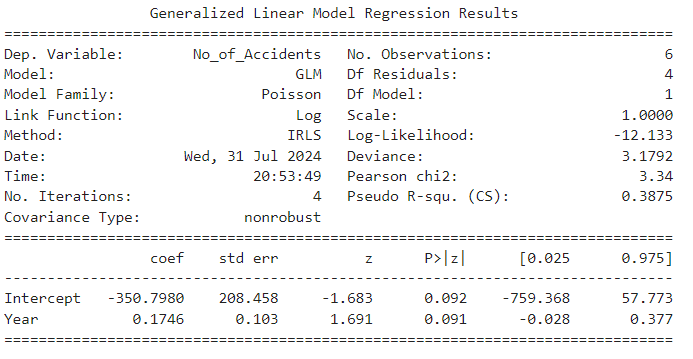 Generalized Linear Model Regression Results
==============================================================================
Dep. Variable: No_of_Accidents No. Observations: 6
Model: GLM Df Residuals: 4
Model Family: Poisson Df Model: 1
Link Function: Log Scale: 1.0000
Method: IRLS Log-Likelihood: -12.133
Date: Wed, 31 Jul 2024 Deviance: 3.1792
Time: 20:53:49 Pearson chi2: 3.34
No. Iterations: 4 Pseudo R-squ. (CS): 0.3875
Covariance Type: nonrobust
==============================================================================
coef std err z P>|z| [0.025 0.975]
------------------------------------------------------------------------------
Intercept -350.7980 208.458 -1.683 0.092 -759.368 57.773
Year 0.1746 0.103 1.691 0.091 -0.028 0.377
==============================================================================